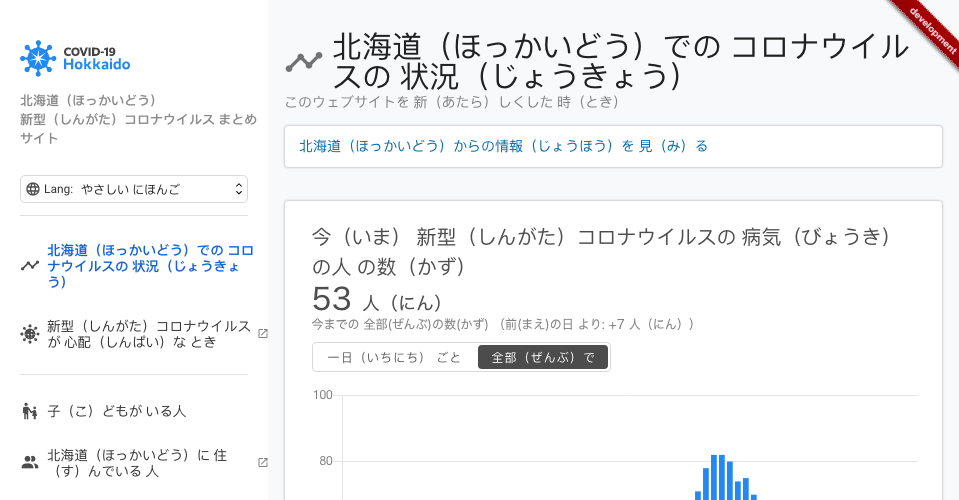 COVID-19
Hokkaido
北海道（ほっかいどう）
新型（しんがた）コロナウイルス まとめ
サイト
Lang: やさしい にほんご
北海道（ほっかいどう）での コロ
ナウイルスの 状況（じょうきょ
う）
新型（しんがた）コロナウイルス
が 心配（しんぱい）な とき
子（こ）どもが いる人
北海道（ほっかいどう）に 住
（す）んでいる 人
development
北海道（ほっかいどう）での コロナウイル
スの 状況（じょうきょう）
このウェブサイトを 新（あたら）しくした 時（とき）
北海道（ほっかいどう）からの情報（じょうほう）を 見（み）る
今（いま） 新型（しんがた）コロナウイルスの 病気（びょうき）
の人 の数（かず）
53 人（にん）
今までの 全部(ぜんぶ)の数(かず) （前(まえ)の日 より: +7 人（にん））
一日（いちにち） ごと
全部（ぜんぶ）で
100
80